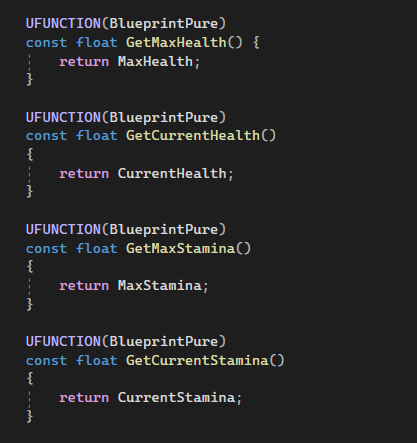 UFUNCTION(BlueprintPure)
const float GetMaxHealth() {
return MaxHealth;
}
UFUNCTION(BlueprintPure)
const float GetCurrentHealth()
{
return CurrentHealth;
}
UFUNCTION(BlueprintPure)
const float GetMaxStamina()
{
return MaxStamina;
}
UFUNCTION(BlueprintPure)
const float GetCurrentStamina()
{
return CurrentStamina;
}